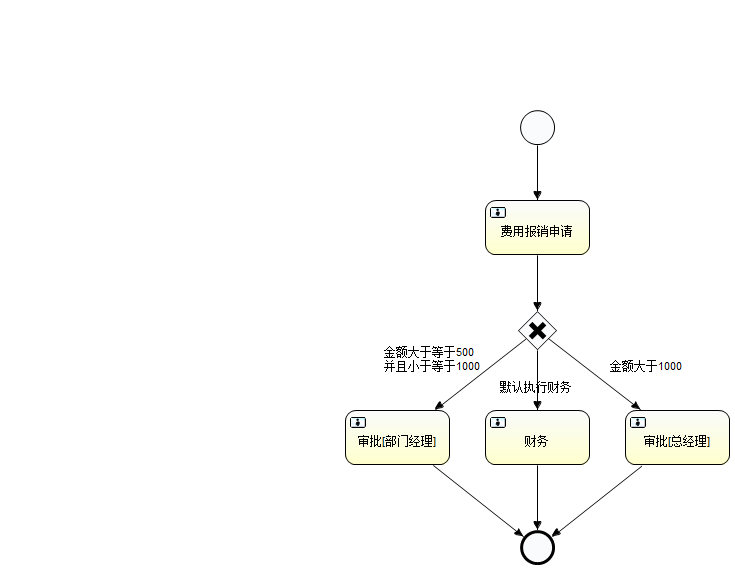 费用报销申请
金额大于等于500
并且小于等于1000
金额大于1000
默认执行财务
审批[部门经理]
财务
审批[总经理]